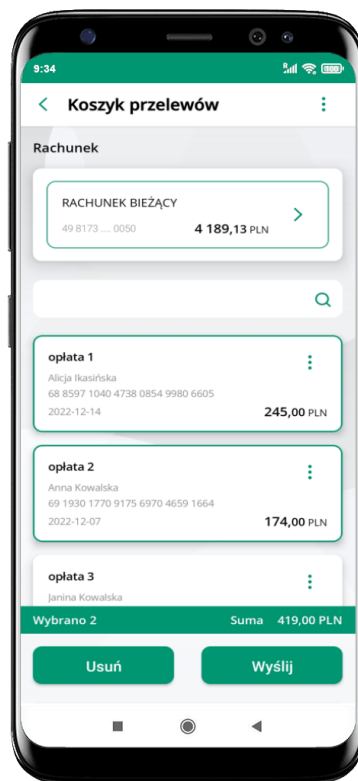 9:34
R
100
Koszyk przelewów
Rachunek
RACHUNEK BIEŻĄCY
49 8173 ... 0050 4 189,13 PLN
opłata 1
Alicja Ikasińska
68 8597 1040 4738 0854 9980 6605
2022-12-14 245,00 PLN
opłata 2
Anna Kowalska
69 1930 1770 9175 6970 4659 1664
2022-12-07 174,00 PLN
opłata 3
Janina Kowalska
Wybrano 2 Suma 419,00 PLN
Usuń Wyślij